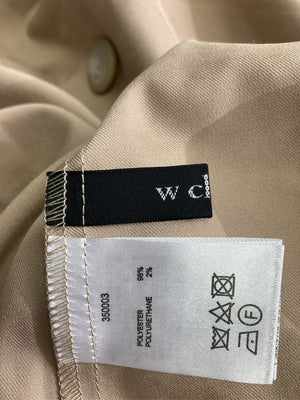 W C
350003
POLYESTER 98%
POLYURETHANE 2%
F